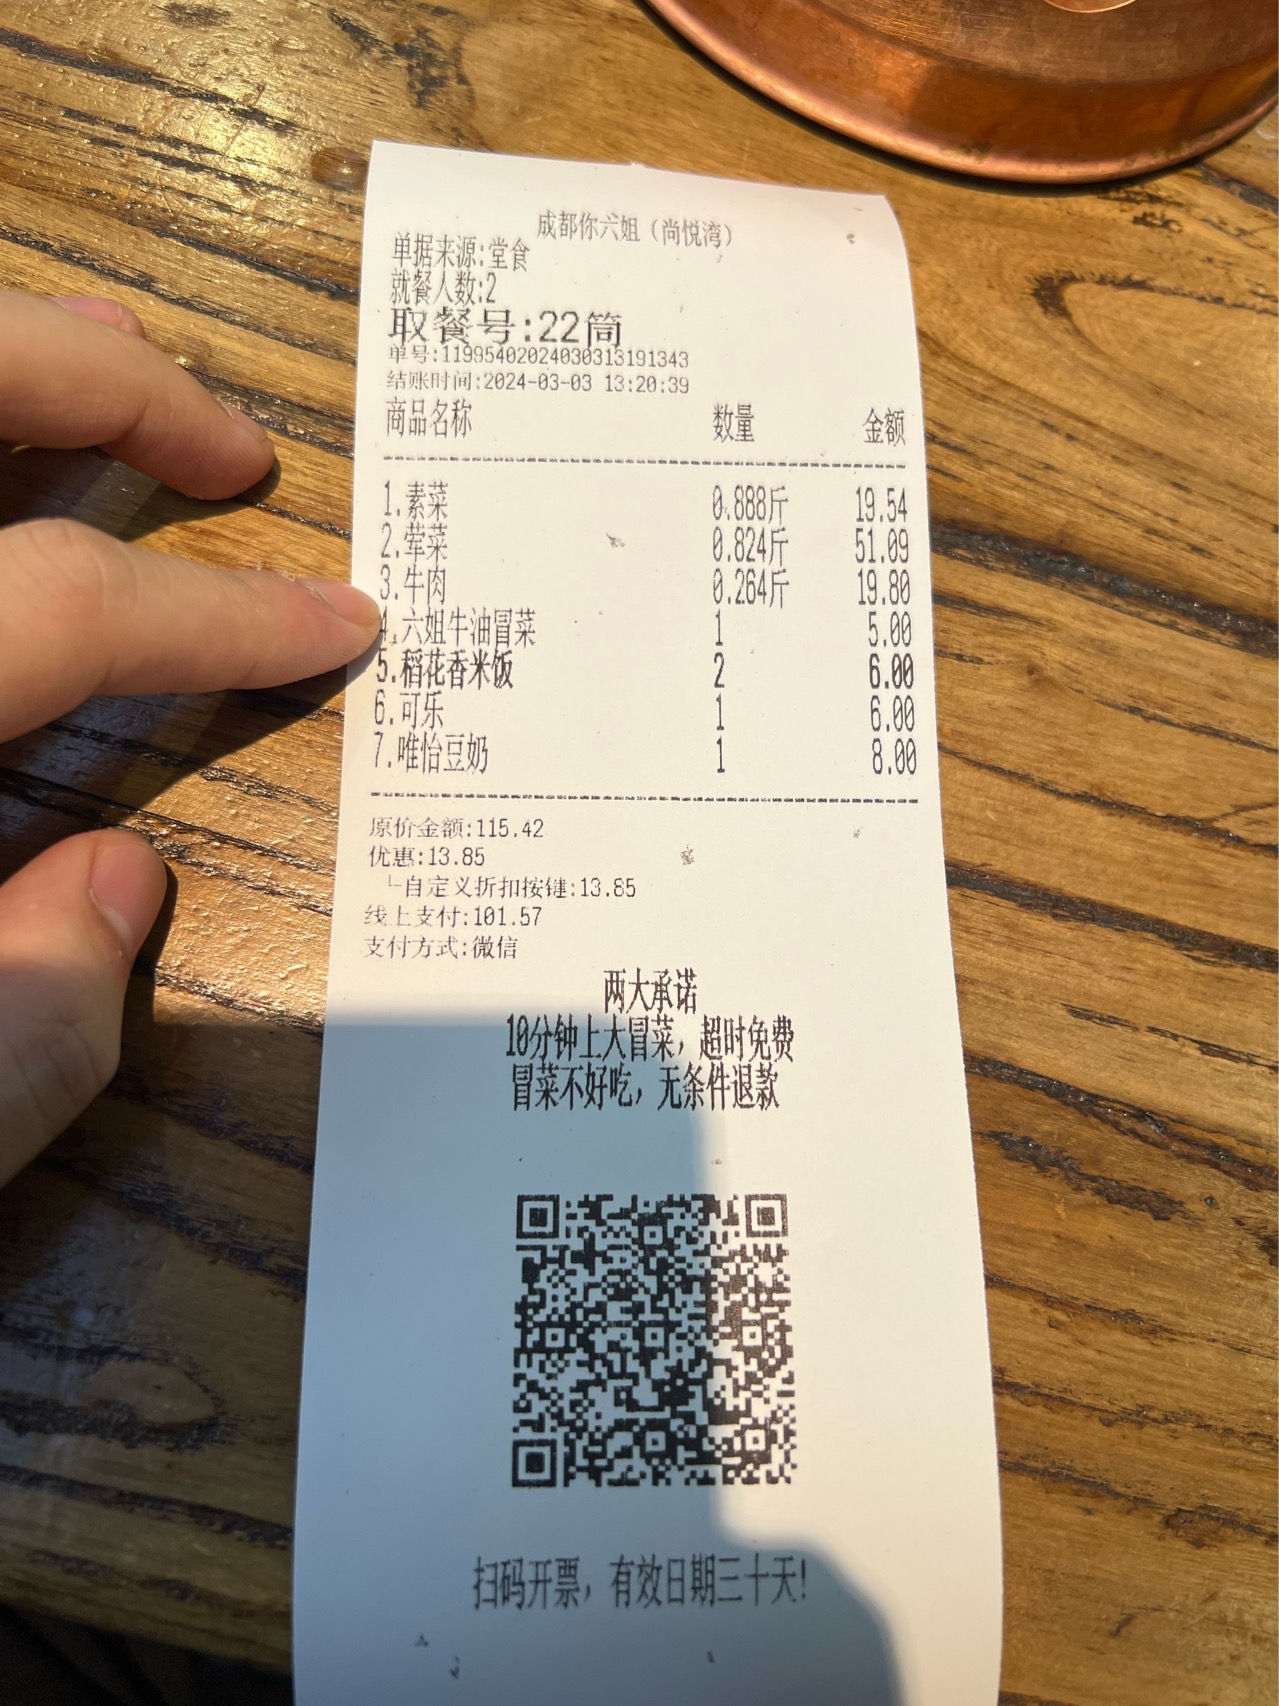 成都你六姐（尚悦湾）
单据来源:堂食
就餐人数:2
取餐号:22筒
单号:11995402024030313191343
结账时间:2024-03-03 13:20:39
商品名称 数量 金额
1.素菜 0.888斤 19.54
2.荤菜 0.824斤 51.09
3.牛肉 0.264斤 19.80
4.六姐牛油冒菜 1 5.00
5.稻花香米饭 2 6.00
6.可乐 1 6.00
7.唯怡豆奶 1 8.00
原价金额:115.42
优惠:13.85
└自定义折扣按键:13.85
线上支付:101.57
支付方式:微信
两大承诺
10分钟上大冒菜，超时免费
冒菜不好吃，无条件退款
扫码开票，有效日期三十天!